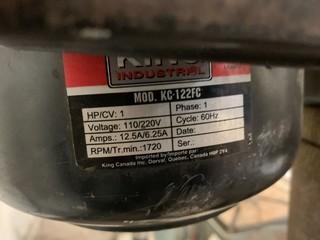 KING
INDUSTRIAL
MOD. KC-122FC
HP/CV: 1 Phase: 1
Voltage: 110/220V Cycle: 60Hz
Amps.: 12.5A/6.25A Date:
RPM/Tr.min.:1720 Ser.:
Imported by/Importé par:
King Canada Inc. Dorval, Quebec, Canada H9P 2Y4